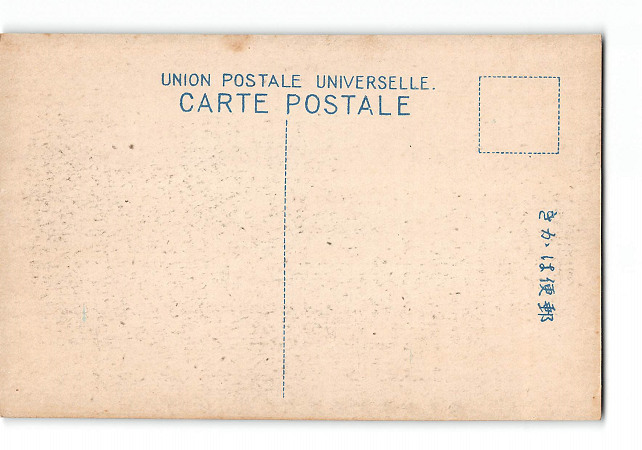 UNION POSTALE UNIVERSELLE.
CARTE POSTALE
郵便はかき